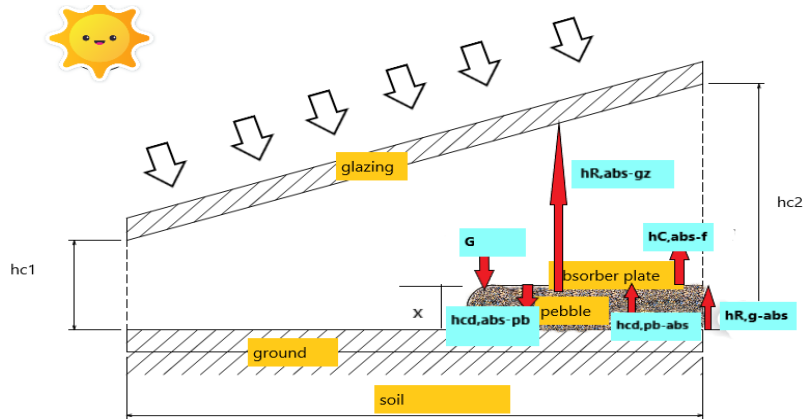 glazing
hR,abs-gz
hc2
G
hC,abs-f
hc1
bsorber plate
X
hcd,abs-pb
pebble
hcd,pb-abs
hR,g-abs
ground
soil